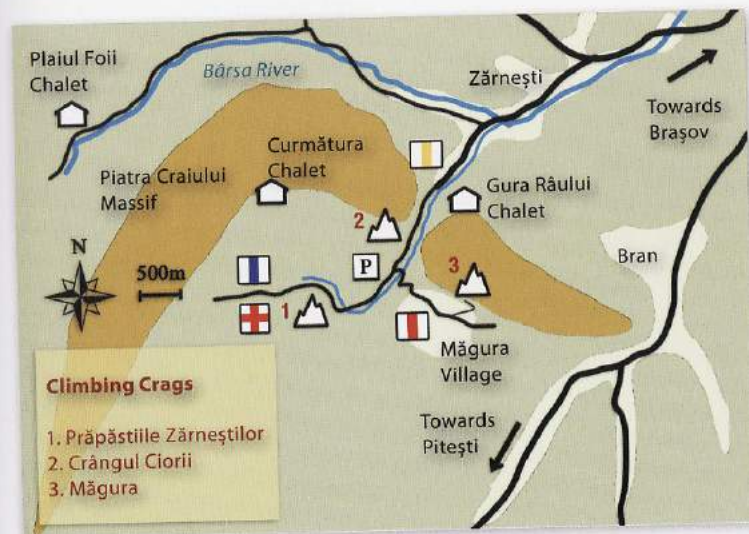 Plaiul Foii
Chalet
Bârsa River
Zărnești
Towards
Brașov
Curmătura
Chalet
Piatra Craiului
Massif
Gura Râului
Chalet
2
Bran
N
500m
P
3
1
Măgura
Village
Towards
Pitești
Climbing Crags
1. Prăpăstiile Zărneștilor
2. Crângul Ciorii
3. Măgura